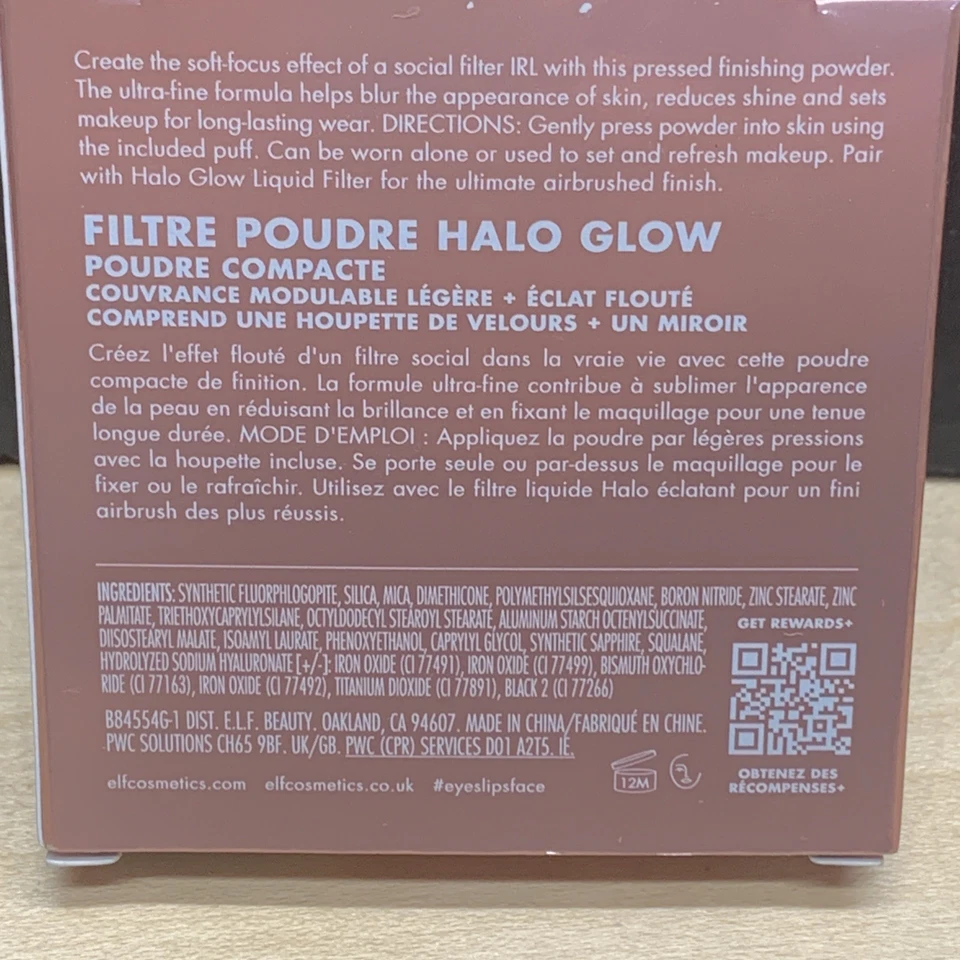 Create the soft-focus effect of a social filter IRL with this pressed finishing powder.
The ultra-fine formula helps blur the appearance of skin, reduces shine and sets
makeup for long-lasting wear. DIRECTIONS: Gently press powder into skin using
the included puff. Can be worn alone or used to set and refresh makeup. Pair
with Halo Glow Liquid Filter for the ultimate airbrushed finish.
FILTRE POUDRE HALO GLOW
POUDRE COMPACTE
COUVRANCE MODULABLE LÉGÈRE + ÉCLAT FLOUTÉ
COMPREND UNE HOUPETTE DE VELOURS + UN MIROIR
Créez l'effet flouté d'un filtre social dans la vraie vie avec cette poudre
compacte de finition. La formule ultra-fine contribue à sublimer l'apparence
de la peau en réduisant la brillance et en fixant le maquillage pour une tenue
longue durée. MODE D'EMPLOI : Appliquez la poudre par légères pressions
avec la houpette incluse. Se porte seule ou par-dessus le maquillage pour le
fixer ou le rafraîchir. Utilisez avec le filtre liquide Halo éclatant pour un fini
airbrush des plus réussis.
INGREDIENTS: SYNTHETIC FLUORPHLOGOPITE, SILICA, MICA, DIMETHICONE, POLYMETHYLSILSESQUIOXANE, BORON NITRIDE, ZINC STEARATE, ZINC
PALMITATE, TRIETHOXYCAPRYLYLSILANE, OCTYLDODECYL STEAROYL STEARATE, ALUMINUM STARCH OCTENYLSUCCINATE,
DIISOSTEARYL MALATE, ISOAMYL LAURATE, PHENOXYETHANOL, CAPRYLYL GLYCOL, SYNTHETIC SAPPHIRE, SQUALANE,
HYDROLYZED SODIUM HYALURONATE [+/-]: IRON OXIDE (CI 77491), IRON OXIDE (CI 77499), BISMUTH OXYCHLO-
RIDE (CI 77163), IRON OXIDE (CI 77492), TITANIUM DIOXIDE (CI 77891), BLACK 2 (CI 77266)
GET REWARDS+
B84554G-1 DIST. E.L.F. BEAUTY. OAKLAND, CA 94607. MADE IN CHINA/FABRIQUÉ EN CHINE.
PWC SOLUTIONS CH65 9BF. UK/GB. PWC (CPR) SERVICES D01 A2T5. IE.
elfcosmetics.com elfcosmetics.co.uk #eyeslipsface
12M
OBTENEZ DES
RÉCOMPENSES+